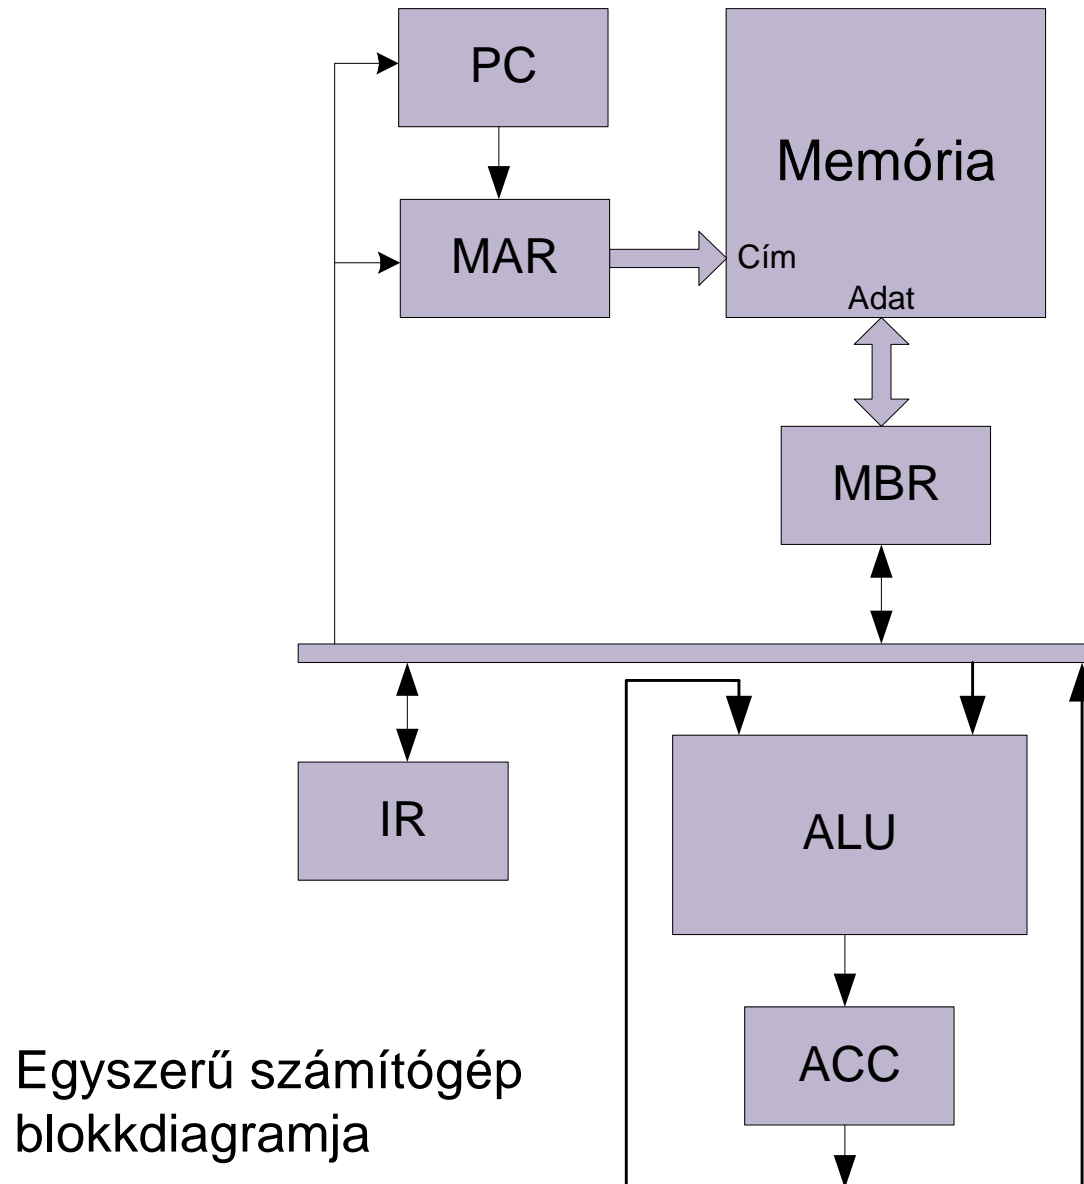 PC
Memória
MAR
Cím
Adat
MBR
IR
ALU
ACC
Egyszerű számítógép
blokkdiagramja